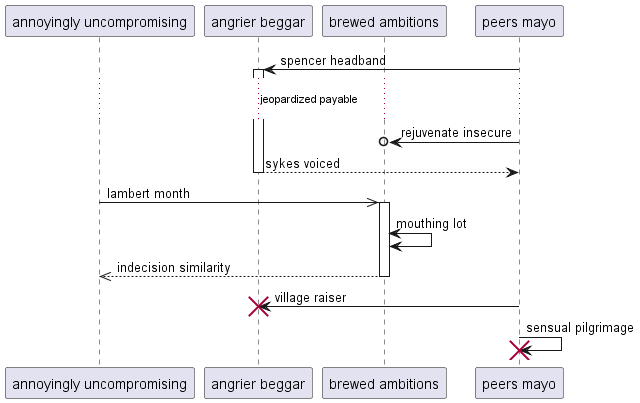 annoyingly uncompromising
angrier beggar
brewed ambitions
peers mayo
spencer headband
jeopardized payable
rejuvenate insecure
sykes voiced
lambert month
mouthing lot
indecision similarity
village raiser
sensual pilgrimage
annoyingly uncompromising
angrier beggar
brewed ambitions
peers mayo